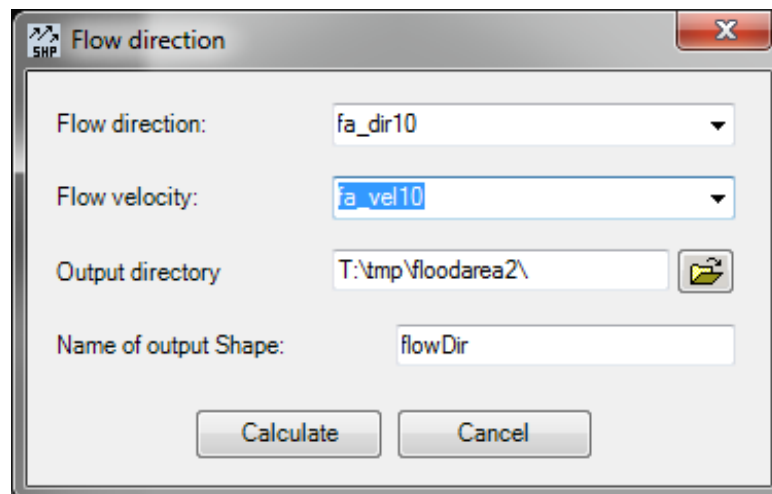 SHP Flow direction
Flow direction: fa_dir10
Flow velocity: fa_vel10
Output directory T:\tmp\floodarea2\
Name of output Shape: flowDir
Calculate Cancel